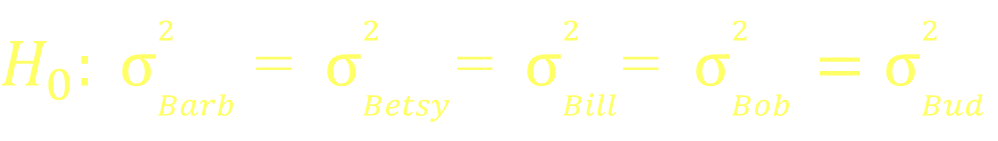 H₀: σ²Barb = σ²Betsy = σ²Bill = σ²Bob = σ²Bud